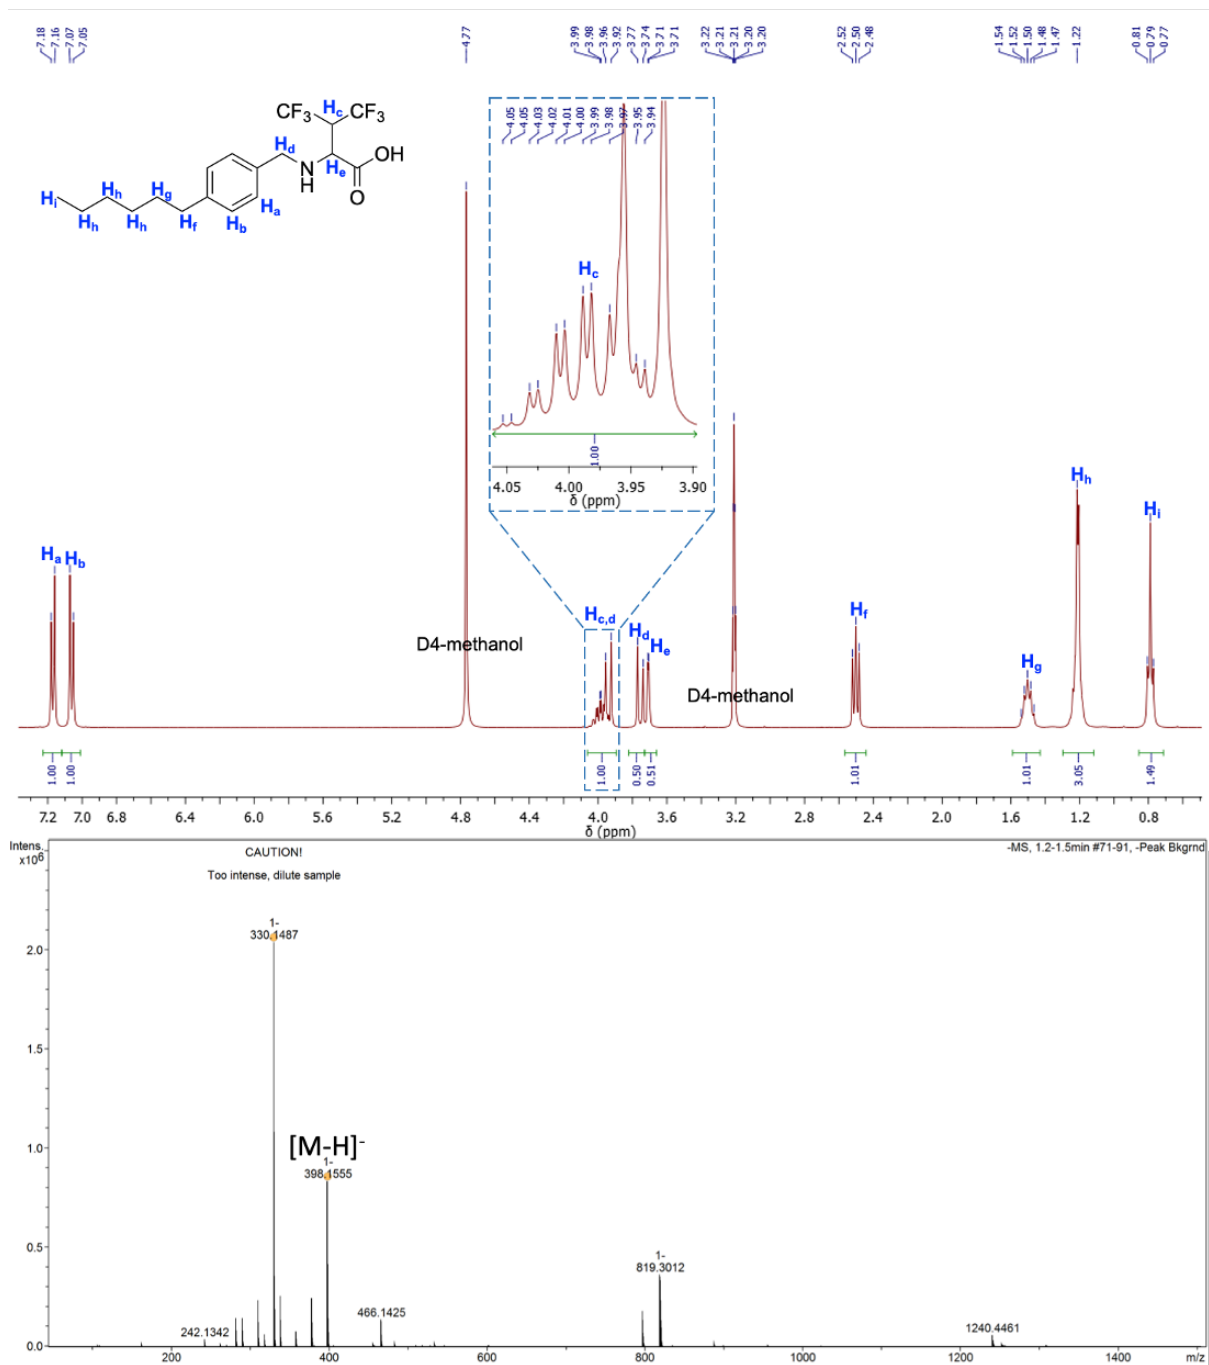 7.18 7.16 7.07 7.05 4.77 3.99 3.98 3.96 3.92 3.77 3.74 3.71 3.71 3.22 3.21 3.21 3.20 3.20 2.52 2.50 2.48 1.54 1.52 1.50 1.48 1.47 1.22 0.81 0.79 0.77
4.05 4.05 4.03 4.02 4.01 4.00 3.99 3.98 3.97 3.95 3.94
CF3 Hc CF3
Hd
OH
N
H
He
O
Hi Hh Hg
Ha
Hh Hh Hf Hb
Hc
1.00
4.05 4.00 3.95 3.90
δ (ppm)
Ha Hb
D4-methanol
Hc,d
Hd
He
D4-methanol
Hf
Hg
Hh
Hi
1.00 1.00 1.00 0.50 0.51 1.01 1.01 3.05 1.49
7.2 7.0 6.8 6.4 6.0 5.6 5.2 4.8 4.4 4.0 3.6 3.2 2.8 2.4 2.0 1.6 1.2 0.8
δ (ppm)
Intens.
x10^6
CAUTION!
Too intense, dilute sample
-MS, 1.2-1.5min #71-91, -Peak Bkgrnd
1-
330.1487
2.0
1.5
1.0
[M-H]-
1-
398.1555
0.5
1-
819.3012
466.1425
242.1342
1240.4461
0.0
200 400 600 800 1000 1200 1400 m/z